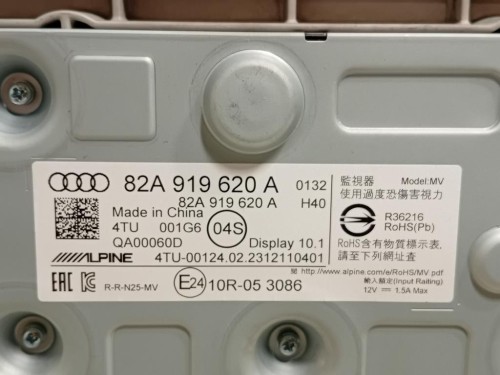 82A 919 620 A 0132
82A 919 620 A H40
Made in China
4TU 001G6 04S
QA00060D Display 10.1
ALPINE 4TU-00124.02.2312110401
EAC R-R-N25-MV E24 10R-05 3086
監視器 Model:MV
使用過度恐傷害視力
R36216
RoHS(Pb)
RoHS含有物質標示表,
請至下列網址查:
http://www.alpine.com/e/RoHS/MV.pdf
輸入額定(Input Raiting)
12V ⎓ 1.5A Max